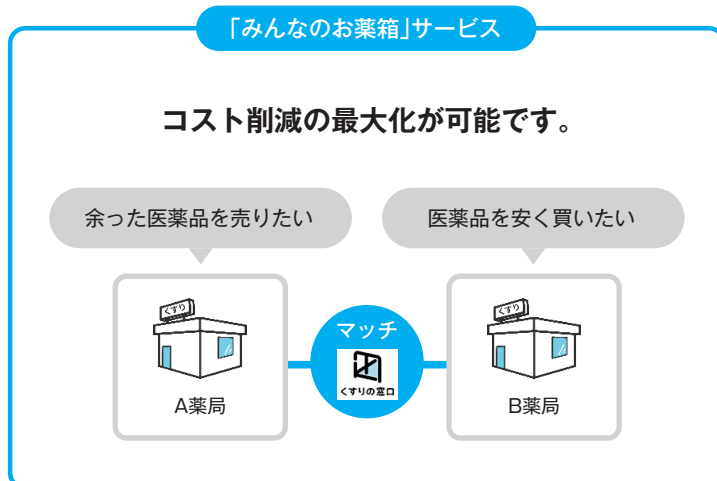 「みんなのお薬箱」サービス
コスト削減の最大化が可能です。
余った医薬品を売りたい
医薬品を安く買いたい
くすり
くすり
マッチ
くすりの窓口
A薬局
B薬局